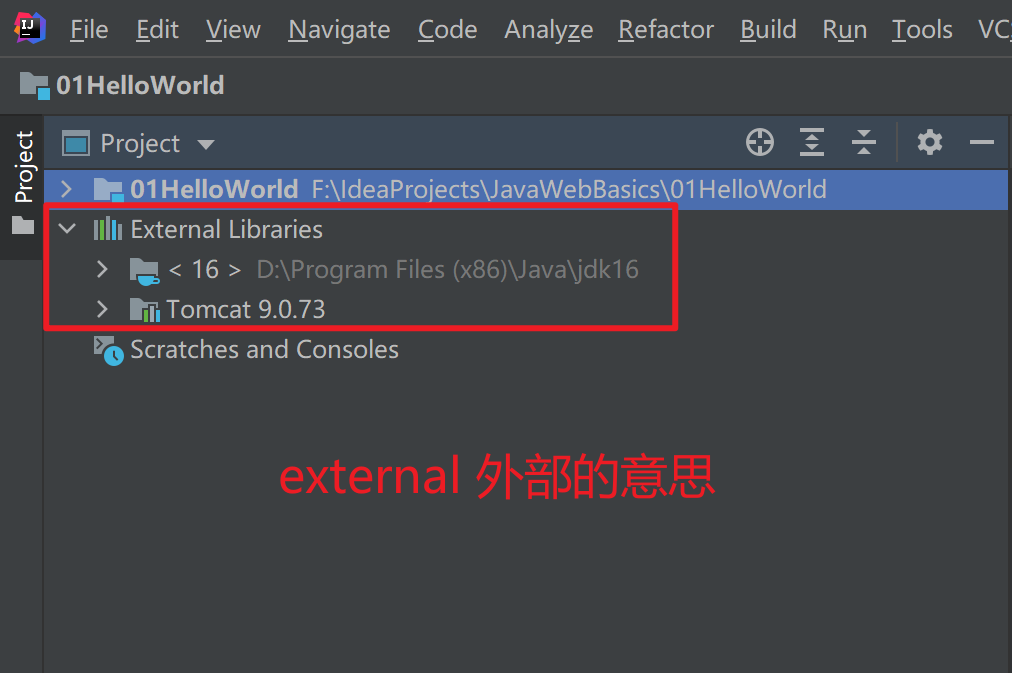 IJ
File Edit View Navigate Code Analyze Refactor Build Run Tools VCS
01HelloWorld
Project
Project
01HelloWorld F:\IdeaProjects\JavaWebBasics\01HelloWorld
External Libraries
< 16 > D:\Program Files (x86)\Java\jdk16
Tomcat 9.0.73
Scratches and Consoles
external 外部的意思